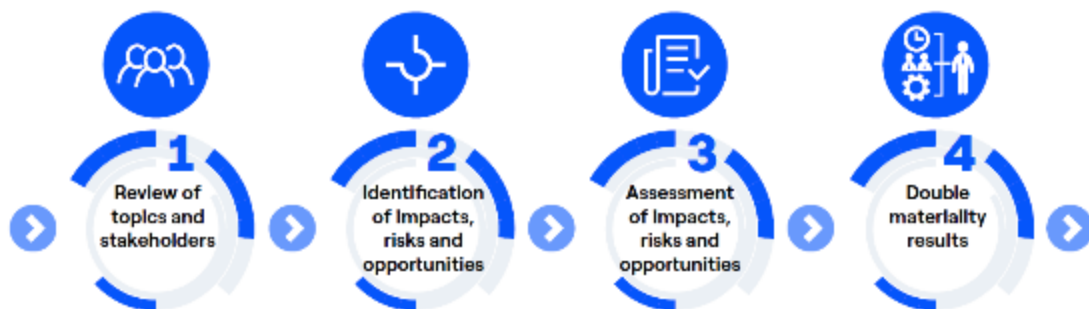 1
Review of
topics and
stakeholders
2
Identification
of impacts,
risks and
opportunities
3
Assessment
of impacts,
risks and
opportunities
4
Double
materiality
results